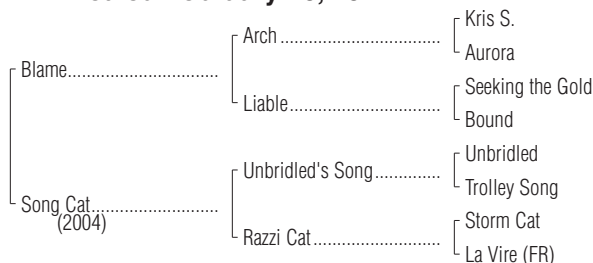 Kris S.
Arch
Aurora
Blame
Seeking the Gold
Liable
Bound
Unbridled
Unbridled's Song
Trolley Song
Song Cat
(2004)
Storm Cat
Razzi Cat
La Vire (FR)